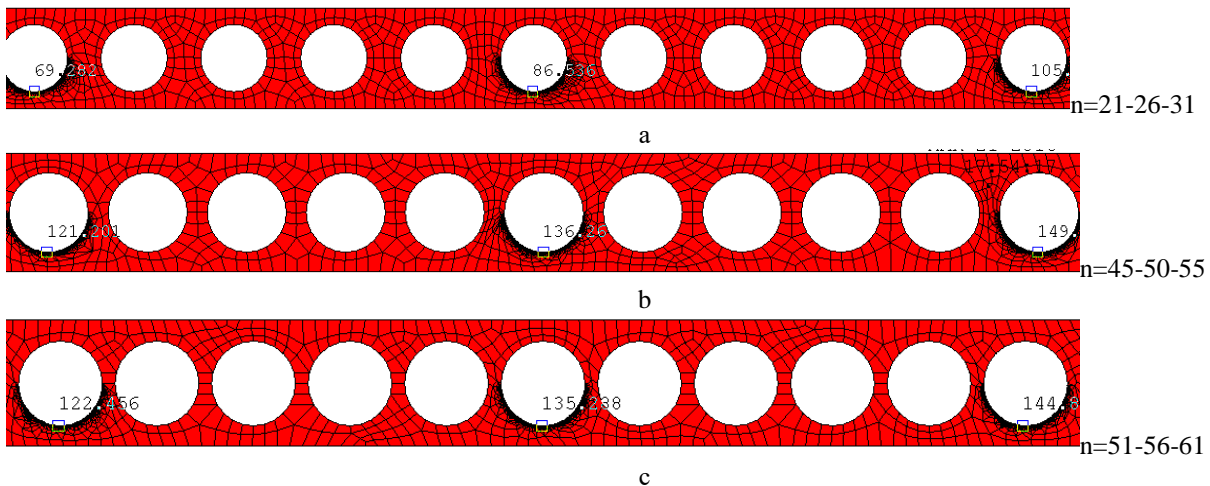 69.282 86.536 105.
n=21-26-31
a
121.201 136.26 149.
n=45-50-55
b
122.456 135.238 144.8
n=51-56-61
c